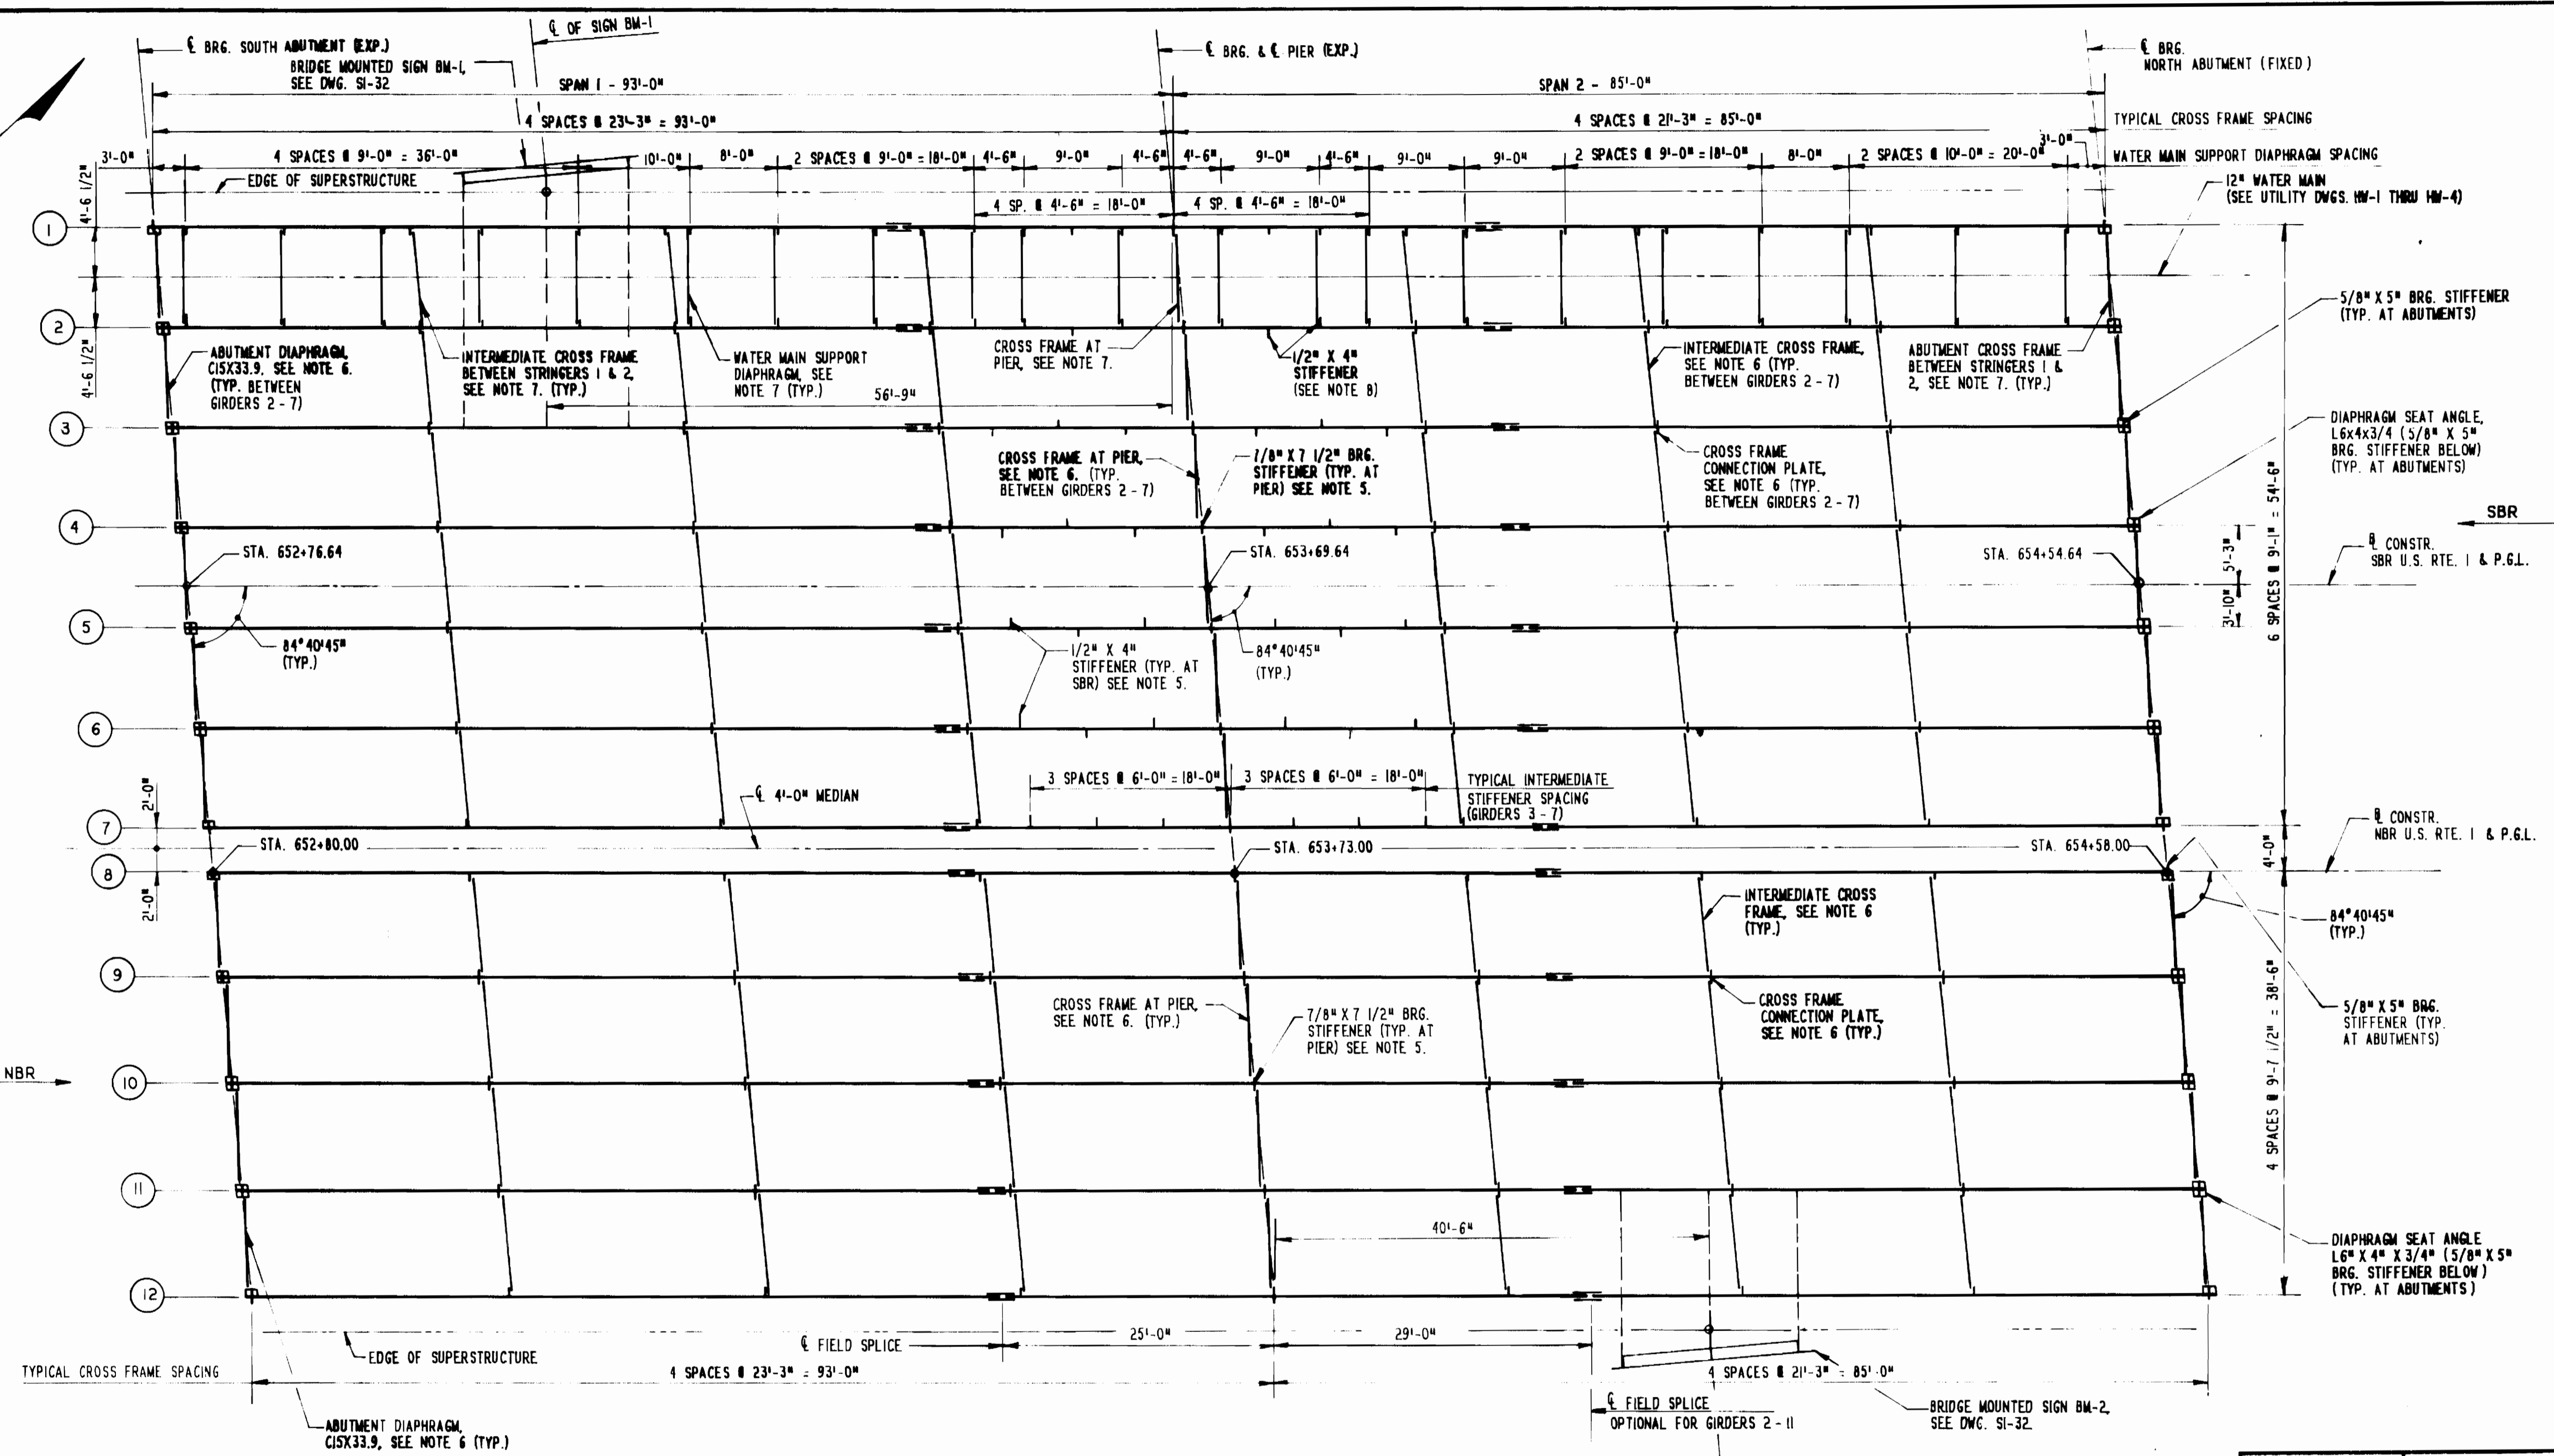 ℄ OF SIGN BM-1
℄ BRG. SOUTH ABUTMENT (EXP.)
BRIDGE MOUNTED SIGN BM-1,
SEE DWG. SI-32
℄ BRG. & ℄ PIER (EXP.)
℄ BRG.
NORTH ABUTMENT (FIXED)
SPAN 1 - 93'-0"
SPAN 2 - 85'-0"
4 SPACES @ 23'-3" = 93'-0"
4 SPACES @ 21'-3" = 85'-0"
TYPICAL CROSS FRAME SPACING
3'-0"
4 SPACES @ 9'-0" = 36'-0"
10'-0"
8'-0"
2 SPACES @ 9'-0" = 18'-0"
4'-6"
9'-0"
4'-6"
4'-6"
9'-0"
4'-6"
9'-0"
9'-0"
2 SPACES @ 9'-0" = 18'-0"
8'-0"
2 SPACES @ 10'-0" = 20'-0"
3'-0"
WATER MAIN SUPPORT DIAPHRAGM SPACING
EDGE OF SUPERSTRUCTURE
12" WATER MAIN
(SEE UTILITY DWGS. HW-1 THRU HW-4)
4'-6 1/2"
4 SP. @ 4'-6" = 18'-0"
4 SP. @ 4'-6" = 18'-0"
1
2
4'-6 1/2"
5/8" X 5" BRG. STIFFENER
(TYP. AT ABUTMENTS)
ABUTMENT DIAPHRAGM,
C15X33.9, SEE NOTE 6.
(TYP. BETWEEN
GIRDERS 2 - 7)
INTERMEDIATE CROSS FRAME
BETWEEN STRINGERS 1 & 2,
SEE NOTE 7. (TYP.)
WATER MAIN SUPPORT
DIAPHRAGM, SEE
NOTE 7 (TYP.)
CROSS FRAME AT
PIER, SEE NOTE 7.
1/2" X 4"
STIFFENER
(SEE NOTE 8)
INTERMEDIATE CROSS FRAME,
SEE NOTE 6 (TYP.
BETWEEN GIRDERS 2 - 7)
ABUTMENT CROSS FRAME
BETWEEN STRINGERS 1 &
2, SEE NOTE 7. (TYP.)
56'-9"
3
DIAPHRAGM SEAT ANGLE,
L6x4x3/4 (5/8" X 5"
BRG. STIFFENER BELOW)
(TYP. AT ABUTMENTS)
CROSS FRAME AT PIER,
SEE NOTE 6. (TYP.
BETWEEN GIRDERS 2 - 7)
7/8" X 7 1/2" BRG.
STIFFENER (TYP. AT
PIER) SEE NOTE 5.
CROSS FRAME
CONNECTION PLATE,
SEE NOTE 6 (TYP.
BETWEEN GIRDERS 2 - 7)
6 SPACES @ 9'-1" = 54'-6"
4
SBR
STA. 652+76.64
STA. 653+69.64
STA. 654+54.64
5'-3"
3'-10"
℄ CONSTR.
SBR U.S. RTE. 1 & P.G.L.
5
84°40'45"
(TYP.)
1/2" X 4"
STIFFENER (TYP. AT
SBR) SEE NOTE 5.
84°40'45"
(TYP.)
6
3 SPACES @ 6'-0" = 18'-0"
3 SPACES @ 6'-0" = 18'-0"
TYPICAL INTERMEDIATE
STIFFENER SPACING
(GIRDERS 3 - 7)
2'-0"
℄ 4'-0" MEDIAN
7
STA. 652+80.00
STA. 653+73.00
STA. 654+58.00
4'-0"
℄ CONSTR.
NBR U.S. RTE. 1 & P.G.L.
8
2'-0"
INTERMEDIATE CROSS
FRAME, SEE NOTE 6
(TYP.)
84°40'45"
(TYP.)
9
CROSS FRAME AT PIER,
SEE NOTE 6. (TYP.)
7/8" X 7 1/2" BRG.
STIFFENER (TYP. AT
PIER) SEE NOTE 5.
CROSS FRAME
CONNECTION PLATE,
SEE NOTE 6 (TYP.)
5/8" X 5" BRG.
STIFFENER (TYP.
AT ABUTMENTS)
NBR
10
4 SPACES @ 9'-7 1/2" = 38'-6"
11
40'-6"
DIAPHRAGM SEAT ANGLE
L6" X 4" X 3/4" (5/8" X 5"
BRG. STIFFENER BELOW)
(TYP. AT ABUTMENTS)
12
EDGE OF SUPERSTRUCTURE
℄ FIELD SPLICE
25'-0"
29'-0"
TYPICAL CROSS FRAME SPACING
4 SPACES @ 23'-3" = 93'-0"
4 SPACES @ 21'-3" = 85'-0"
℄ FIELD SPLICE
OPTIONAL FOR GIRDERS 2 - 11
BRIDGE MOUNTED SIGN BM-2,
SEE DWG. SI-32
ABUTMENT DIAPHRAGM,
C15X33.9, SEE NOTE 6 (TYP.)